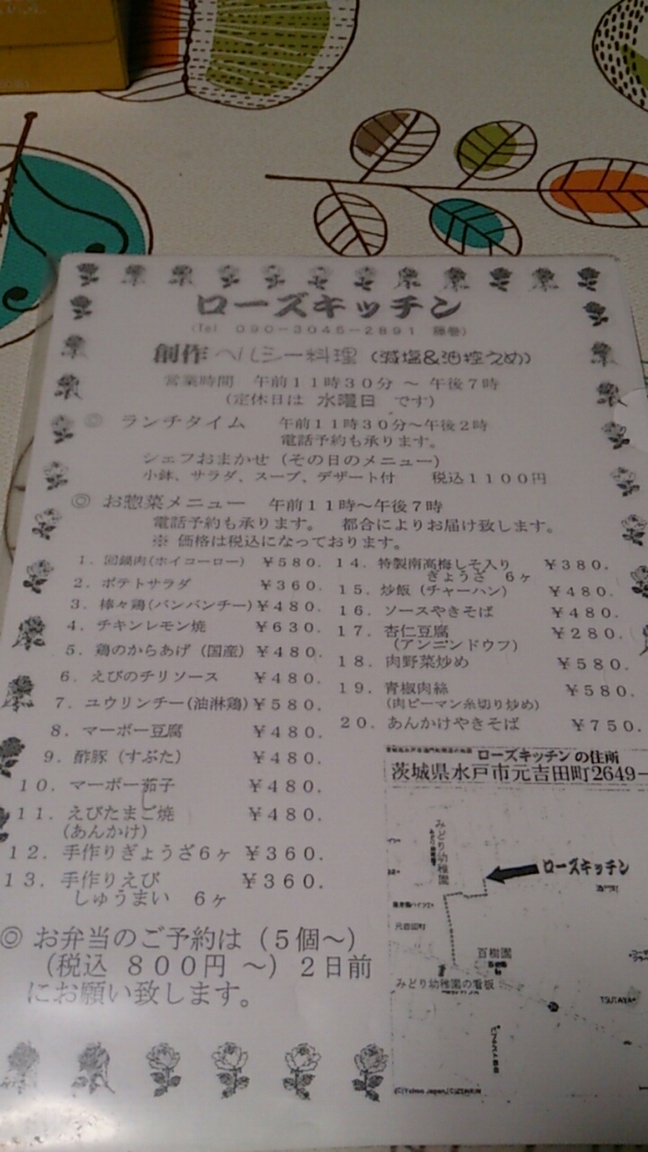 ローズキッチン
(Tel 090-3045-2891 藤巻)
創作ヘルシー料理(減塩&油控えめ)
営業時間 午前11時30分 ~ 午後7時
(定休日は 水曜日 です)
◎ ランチタイム 午前11時30分~午後2時
電話予約も承ります。
シェフおまかせ(その日のメニュー)
小鉢、サラダ、スープ、デザート付 税込1100円
◎ お惣菜メニュー 午前11時~午後7時
電話予約も承ります。 都合によりお届け致します。
※ 価格は税込になっております。
1. 回鍋肉(ホイコーロー) ¥580.
2. ポテトサラダ ¥360.
3. 棒々鶏(バンバンチー) ¥480.
4. チキンレモン焼 ¥630.
5. 鶏のからあげ(国産) ¥480.
6. えびのチリソース ¥480.
7. ユウリンチー(油淋鶏) ¥580.
8. マーボー豆腐 ¥480.
9. 酢豚(すぶた) ¥480.
10. マーボー茄子 ¥480.
11. えびたまご焼 ¥480.
(あんかけ)
12. 手作りぎょうざ6ヶ ¥360.
13. 手作りえび ¥360.
しゅうまい 6ヶ
14. 特製南高梅しそ入り ¥380.
ぎょうざ 6ヶ
15. 炒飯(チャーハン) ¥480.
16. ソースやきそば ¥480.
17. 杏仁豆腐 ¥280.
(アンニンドウフ)
18. 肉野菜炒め ¥580.
19. 青椒肉絲 ¥580.
(肉ピーマン糸切り炒め)
20. あんかけやきそば ¥750.
◎ お弁当のご予約は(5個~)
(税込 800円 ~)2日前
にお願い致します。
ローズキッチンの住所
茨城県水戸市元吉田町2649-
みどり幼稚園
ローズキッチン
元吉田町
百樹園
みどり幼稚園の看板
TSUTAYA